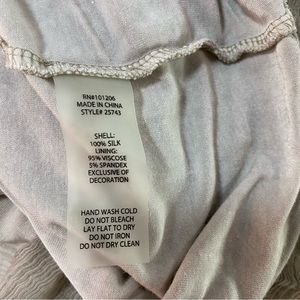 RN#101206
MADE IN CHINA
STYLE# 25743
SHELL:
100% SILK
LINING:
95% VISCOSE
5% SPANDEX
EXCLUSIVE OF
DECORATION
HAND WASH COLD
DO NOT BLEACH
LAY FLAT TO DRY
DO NOT IRON
DO NOT DRY CLEAN